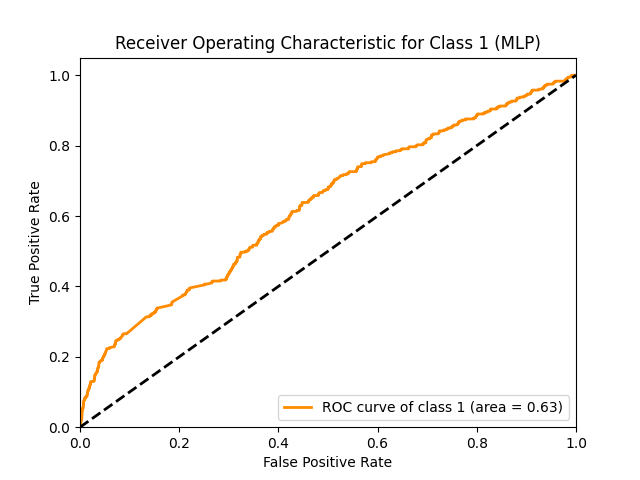 Receiver Operating Characteristic for Class 1 (MLP)
1.0
0.8
0.6
0.4
0.2
0.0
True Positive Rate
ROC curve of class 1 (area = 0.63)
0.0 0.2 0.4 0.6 0.8 1.0
False Positive Rate